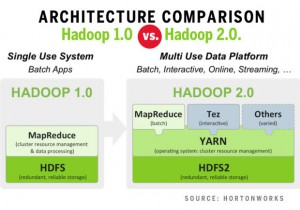 ARCHITECTURE COMPARISON
Hadoop 1.0 vs. Hadoop 2.0.
Single Use System
Batch Apps
Multi Use Data Platform
Batch, Interactive, Online, Streaming, ...
HADOOP 1.0
MapReduce
(cluster resource management
& data processing)
HDFS
(redundant, reliable storage)
HADOOP 2.0
MapReduce
(batch)
Tez
(interactive)
Others
(varied)
YARN
(operating system: cluster resource management)
HDFS2
(redundant, reliable storage)
SOURCE: HORTONWORKS